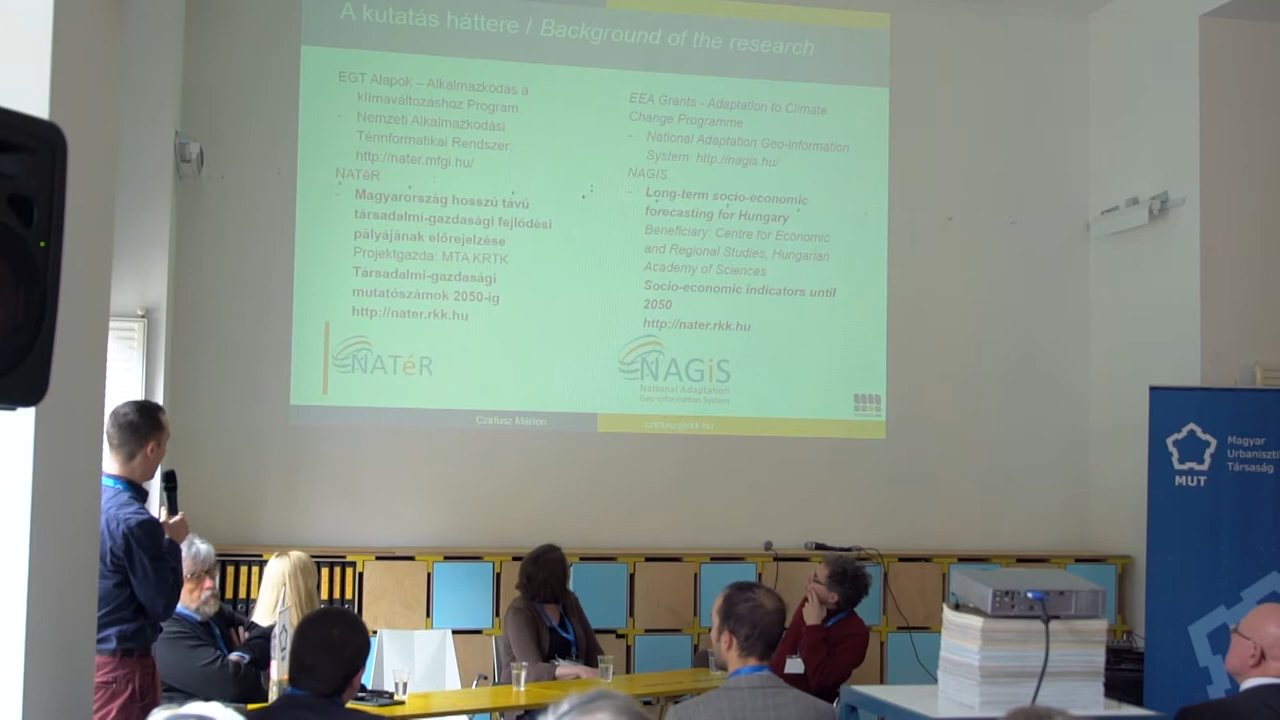 A kutatás háttere / Background of the research
EGT Alapok – Alkalmazkodás a
klímaváltozáshoz Program
- Nemzeti Alkalmazkodási
Térinformatikai Rendszer:
http://nater.mfgi.hu/
NATéR
- Magyarország hosszú távú
társadalmi-gazdasági fejlődési
pályájának előrejelzése
Projektgazda: MTA KRTK
Társadalmi-gazdasági
mutatószámok 2050-ig
http://nater.rkk.hu
NATéR
EEA Grants - Adaptation to Climate
Change Programme
- National Adaptation Geo-information
System: http://nagis.hu/
NAGIS
- Long-term socio-economic
forecasting for Hungary
Beneficiary: Centre for Economic
and Regional Studies, Hungarian
Academy of Sciences
Socio-economic indicators until
2050
http://nater.rkk.hu
NAGiS
National Adaptation
Geo-information System
Czirfusz Márton
czirfusz@rkk.hu
MUT
Magyar
Urbaniszti
Társaság